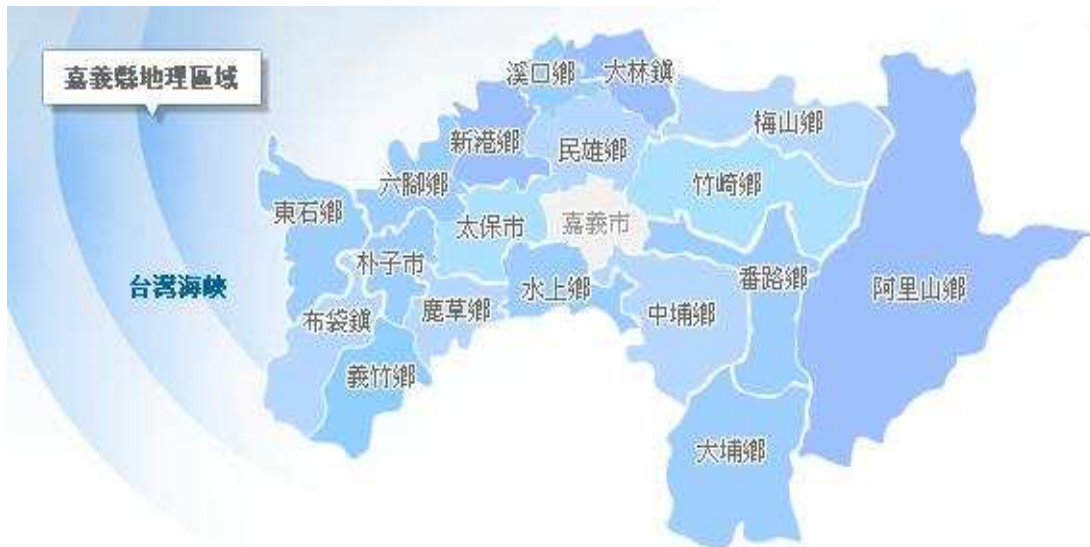 嘉義縣地理區域
溪口鄉
大林鎮
梅山鄉
新港鄉
民雄鄉
竹崎鄉
六腳鄉
東石鄉
太保市
嘉義市
朴子市
番路鄉
台灣海峽
水上鄉
阿里山鄉
布袋鎮
鹿草鄉
中埔鄉
義竹鄉
大埔鄉